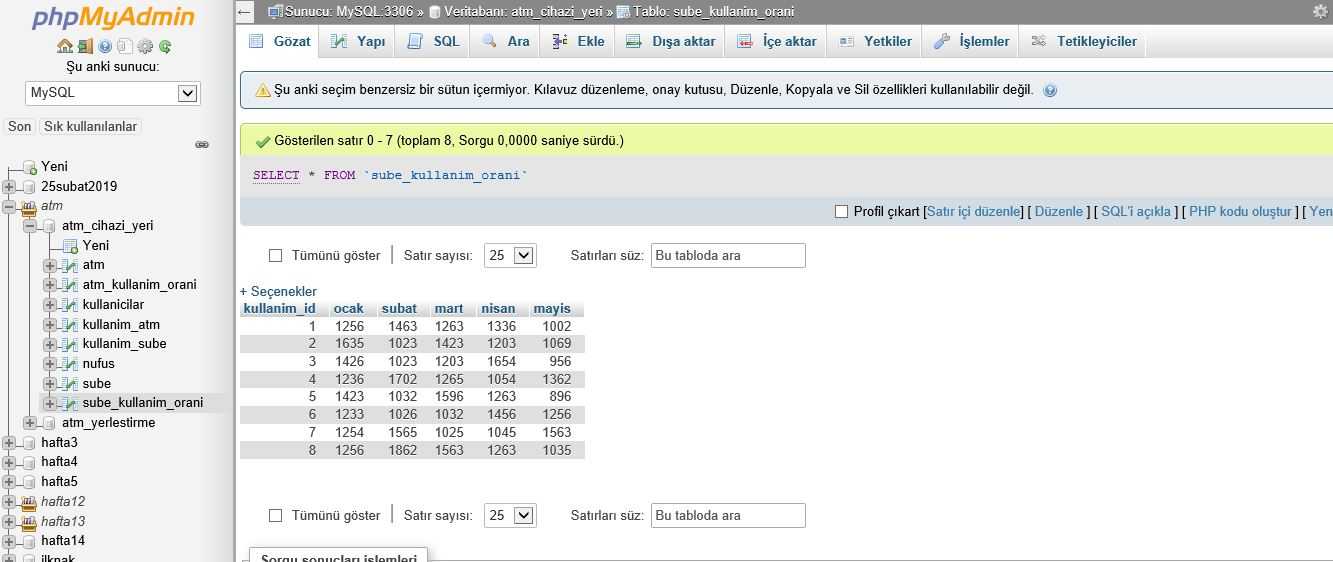 phpMyAdmin
Şu anki sunucu:
MySQL
Son Sık kullanılanlar
Yeni
25subat2019
atm
atm_cihazi_yeri
Yeni
atm
atm_kullanim_orani
kullanicilar
kullanim_atm
kullanim_sube
nufus
sube
sube_kullanim_orani
atm_yerlestirme
hafta3
hafta4
hafta5
hafta12
hafta13
hafta14
ilknak
Sunucu: MySQL:3306 » Veritabanı: atm_cihazi_yeri » Tablo: sube_kullanim_orani
Gözat Yapı SQL Ara Ekle Dışa aktar İçe aktar Yetkiler İşlemler Tetikleyiciler
Şu anki seçim benzersiz bir sütun içermiyor. Kılavuz düzenleme, onay kutusu, Düzenle, Kopyala ve Sil özellikleri kullanılabilir değil.
Gösterilen satır 0 - 7 (toplam 8, Sorgu 0,0000 saniye sürdü.)
SELECT * FROM `sube_kullanim_orani`
Profil çıkart [Satır içi düzenle] [ Düzenle ] [ SQL'i açıkla ] [ PHP kodu oluştur ] [ Yen
Tümünü göster | Satır sayısı: 25 Satırları süz: Bu tabloda ara
+ Seçenekler
kullanim_id ocak subat mart nisan mayis
1 1256 1463 1263 1336 1002
2 1635 1023 1423 1203 1069
3 1426 1023 1203 1654 956
4 1236 1702 1265 1054 1362
5 1423 1032 1596 1263 896
6 1233 1026 1032 1456 1256
7 1254 1565 1025 1045 1563
8 1256 1862 1563 1263 1035
Tümünü göster | Satır sayısı: 25 Satırları süz: Bu tabloda ara
Sorgu sonuçları işlemleri